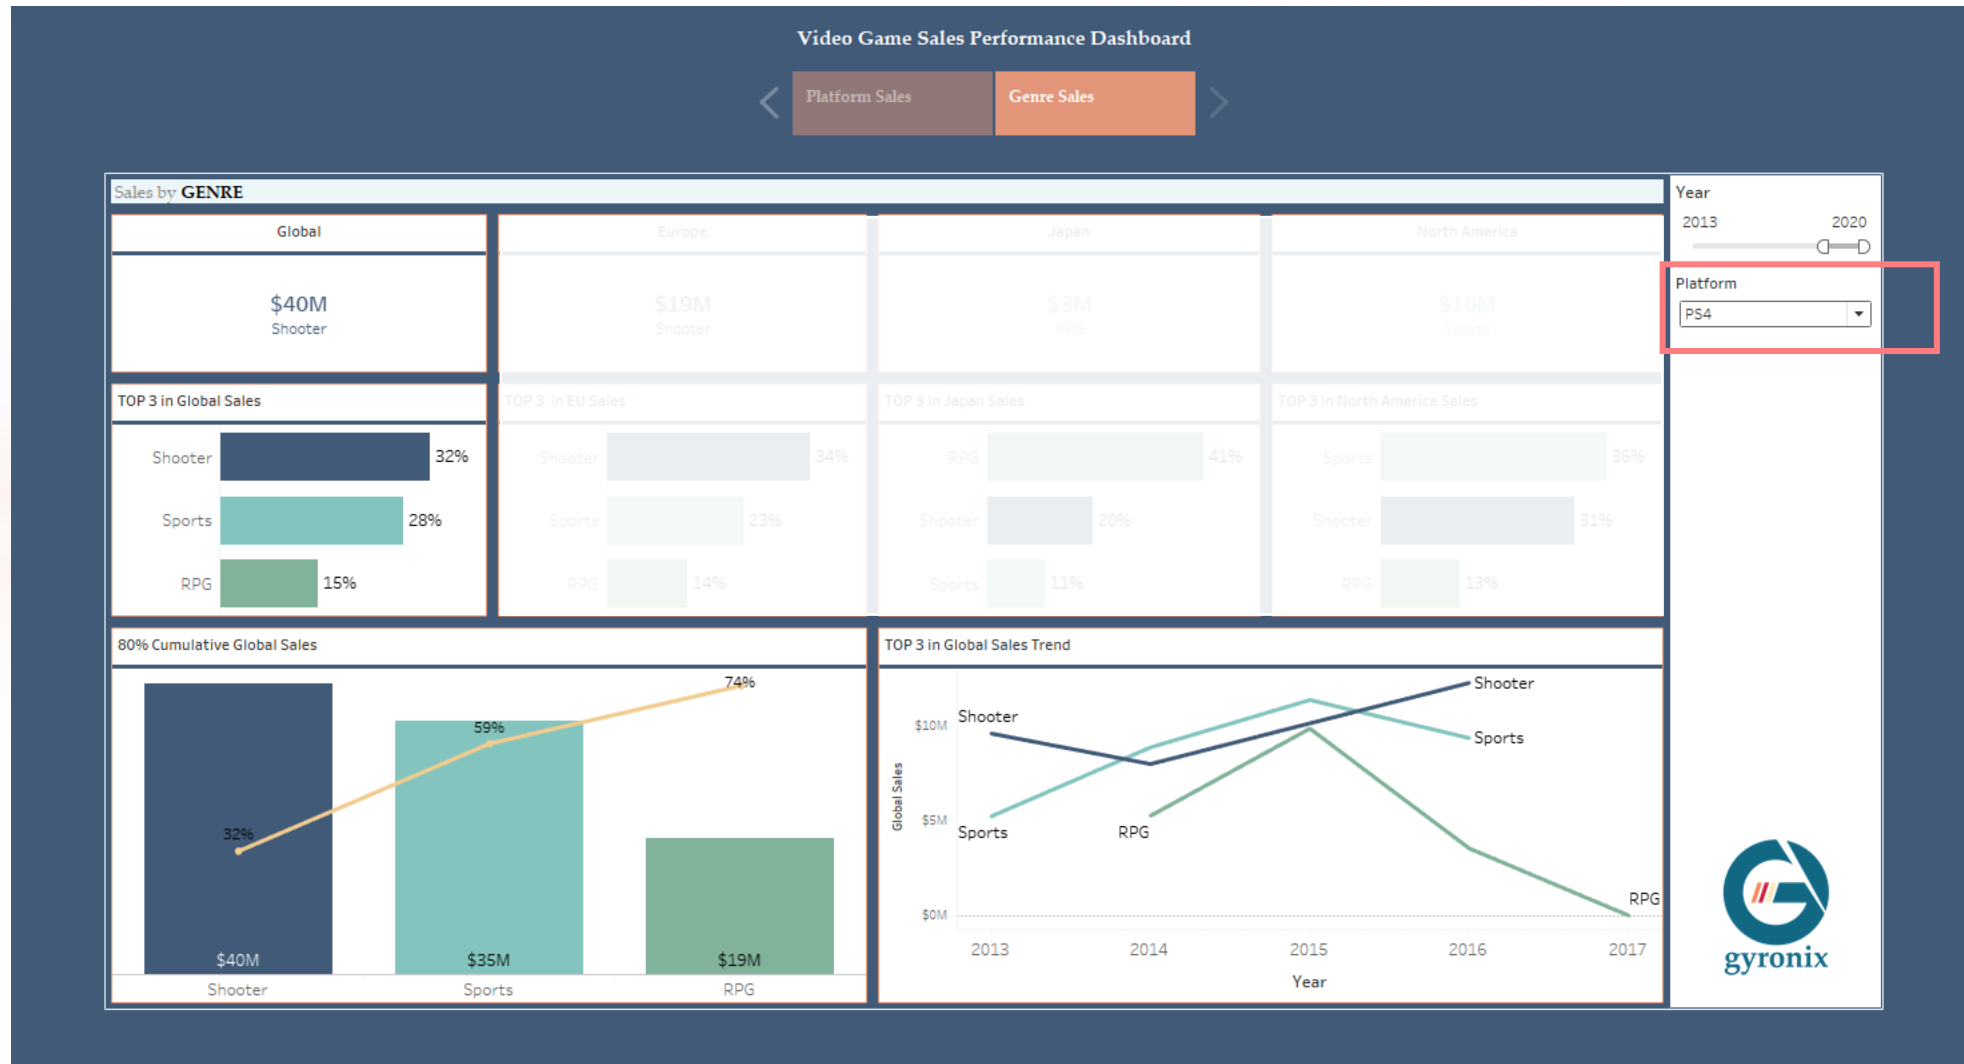 Video Game Sales Performance Dashboard
Platform Sales
Genre Sales
Sales by GENRE
Global
Europe
Japan
North America
$40M
Shooter
$19M
Shooter
$3M
RPG
$16M
Sports
TOP 3 in Global Sales
Shooter 32%
Sports 28%
RPG 15%
TOP 3 in EU Sales
Shooter 34%
Sports 23%
RPG 14%
TOP 3 in Japan Sales
RPG 41%
Shooter 20%
Sports 11%
TOP 3 in North America Sales
Sports 36%
Shooter 31%
RPG 13%
80% Cumulative Global Sales
32%
59%
74%
$40M
$35M
$19M
Shooter
Sports
RPG
TOP 3 in Global Sales Trend
Global Sales
$10M
$5M
$0M
Shooter
Sports
RPG
Shooter
Sports
RPG
2013
2014
2015
2016
2017
Year
Year
2013
2020
Platform
PS4
gyronix